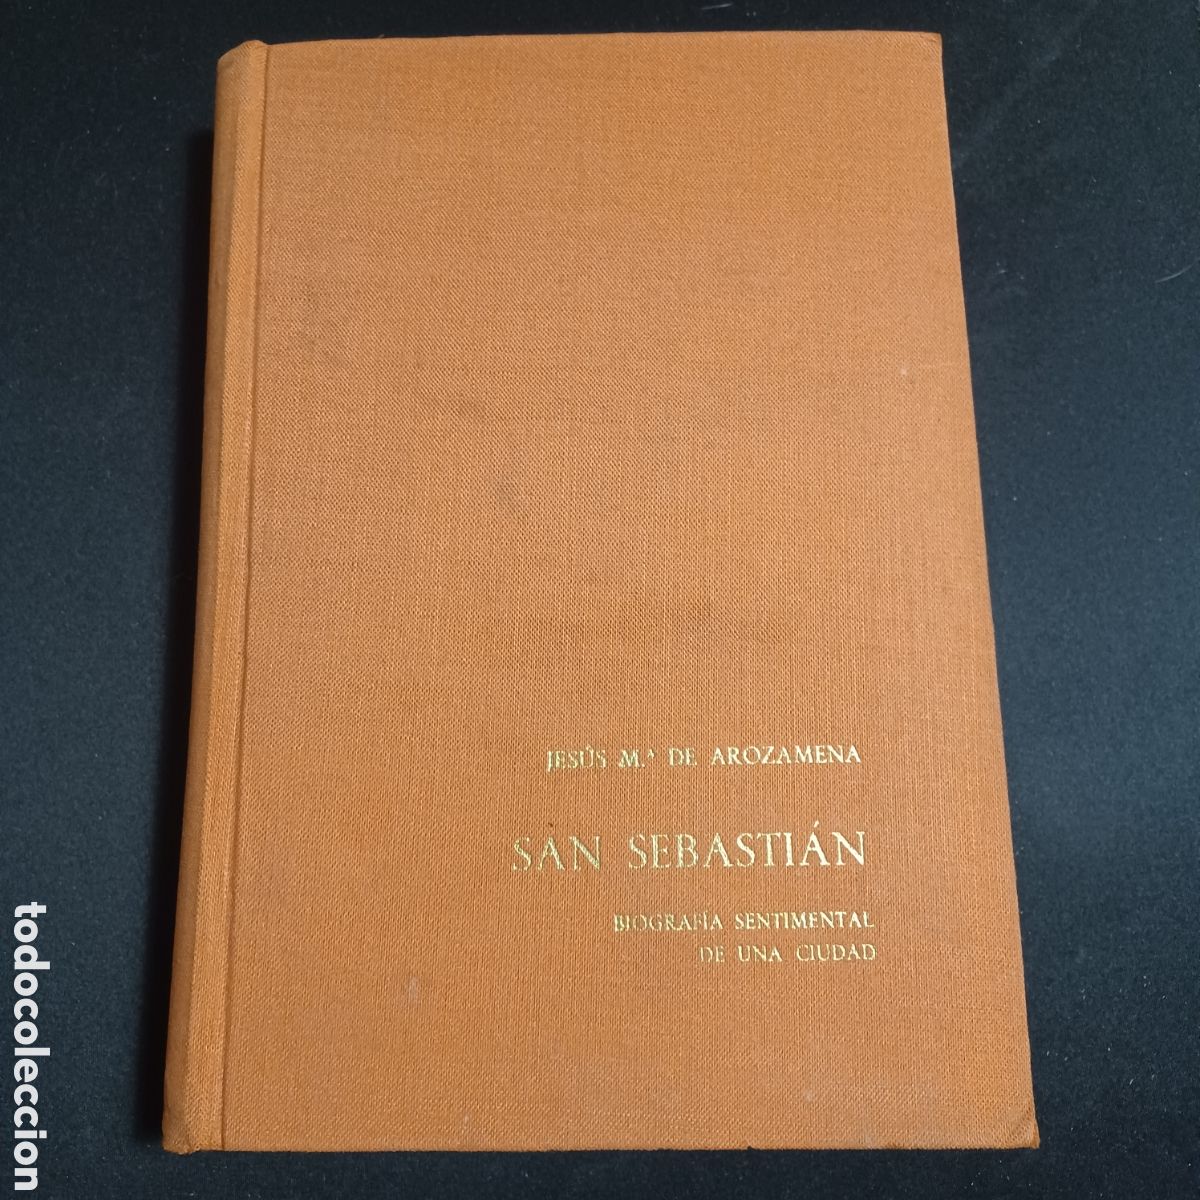 JESÚS M.ª DE AROZAMENA
SAN SEBASTIÁN
BIOGRAFÍA SENTIMENTAL
DE UNA CIUDAD
todocoleccion